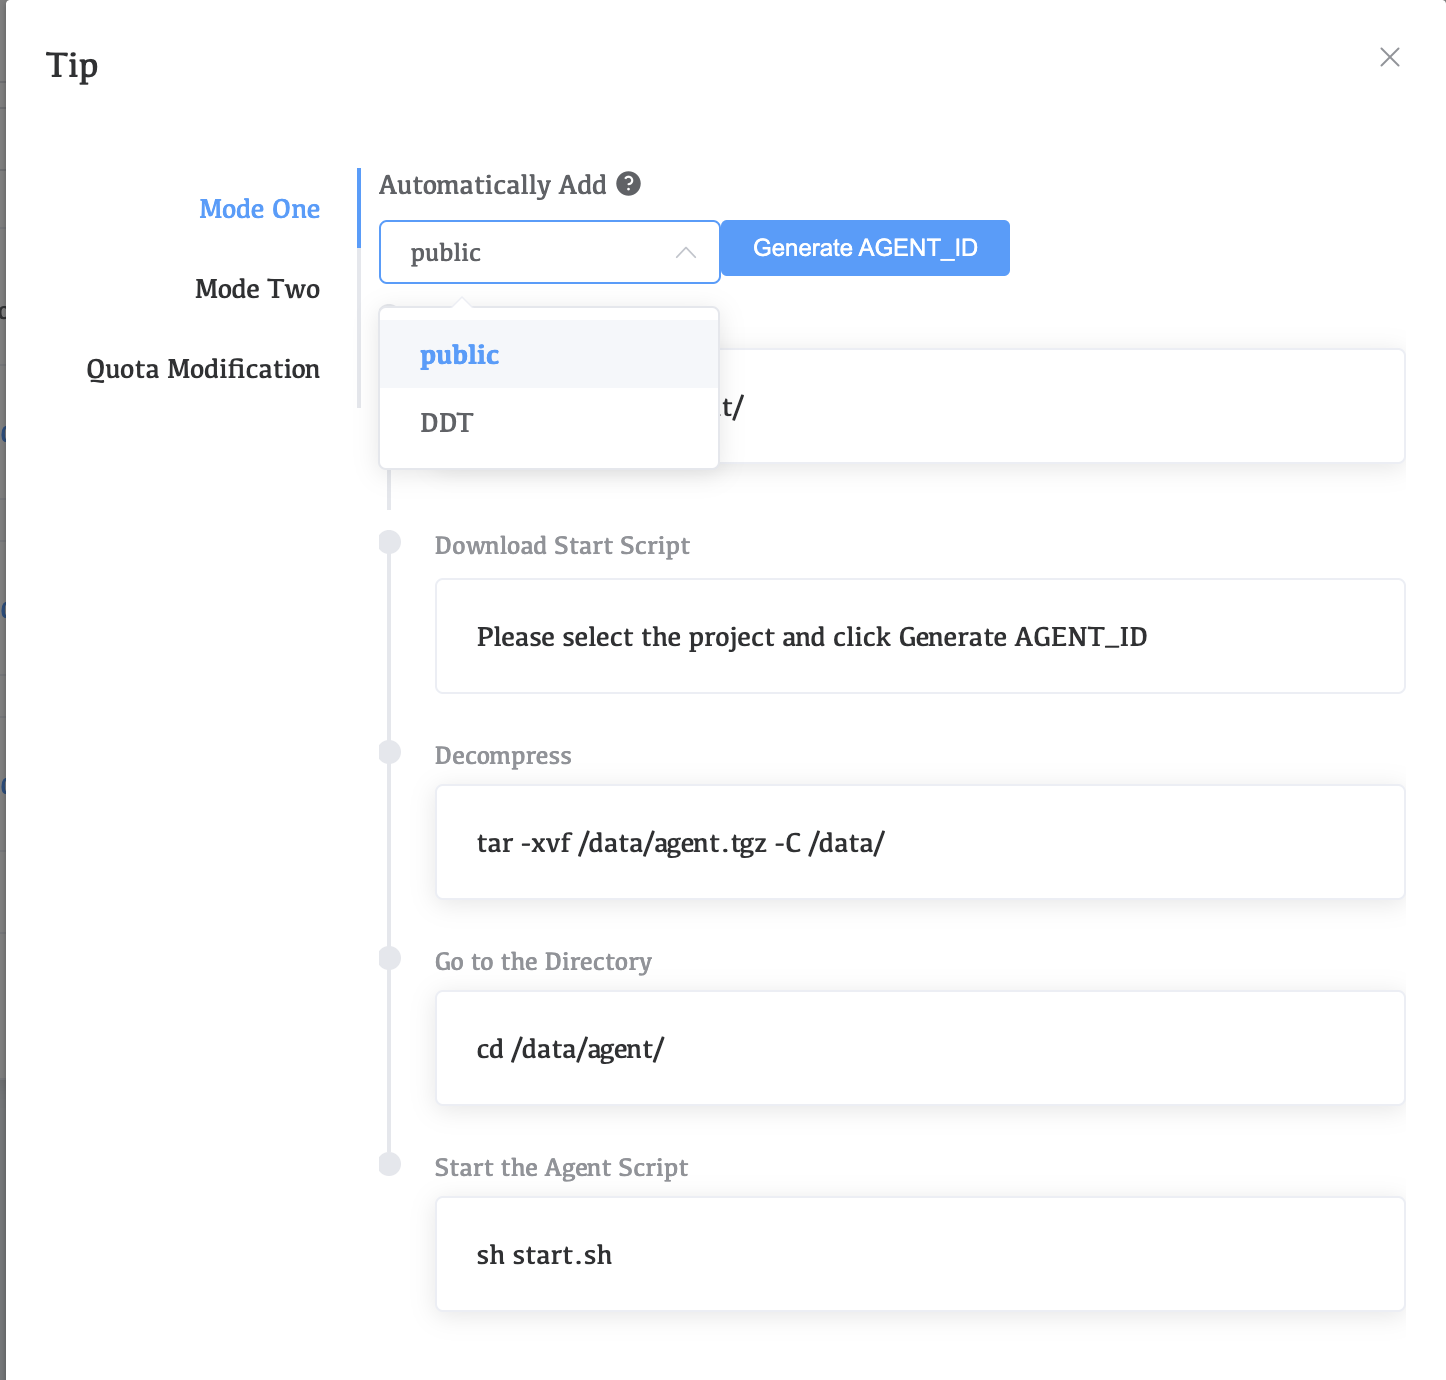 Tip
Mode One
Mode Two
Quota Modification
Automatically Add
public
Generate AGENT_ID
public
DDT
t/
Download Start Script
Please select the project and click Generate AGENT_ID
Decompress
tar -xvf /data/agent.tgz -C /data/
Go to the Directory
cd /data/agent/
Start the Agent Script
sh start.sh